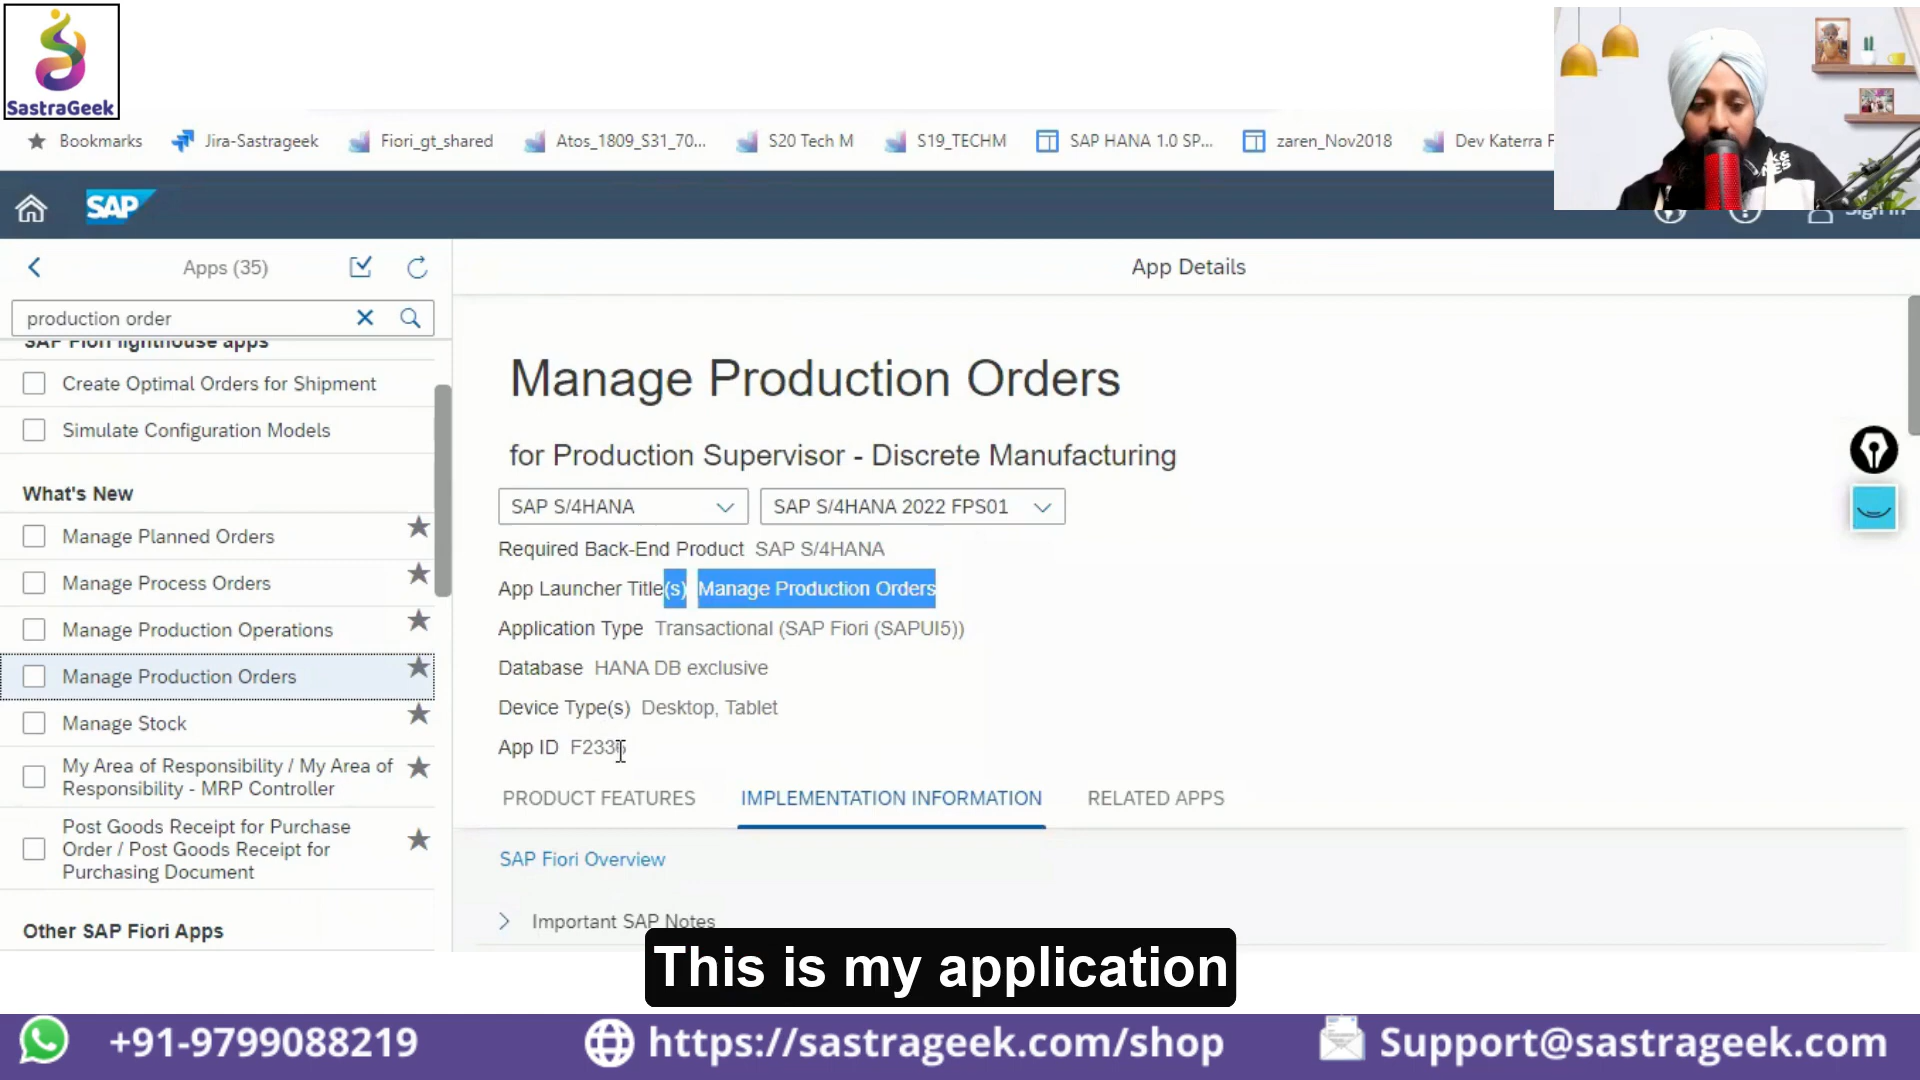 SastraGeek
Bookmarks Jira-Sastrageek Fiori_gt_shared Atos_1809_S31_70... S20 Tech M S19_TECHM SAP HANA 1.0 SP... zaren_Nov2018 Dev Katerra F
SAP
Sign In
Apps (35)
production order
SAP Fiori lighthouse apps
Create Optimal Orders for Shipment
Simulate Configuration Models
What's New
Manage Planned Orders
Manage Process Orders
Manage Production Operations
Manage Production Orders
Manage Stock
My Area of Responsibility / My Area of
Responsibility - MRP Controller
Post Goods Receipt for Purchase
Order / Post Goods Receipt for
Purchasing Document
Other SAP Fiori Apps
App Details
Manage Production Orders
for Production Supervisor - Discrete Manufacturing
SAP S/4HANA SAP S/4HANA 2022 FPS01
Required Back-End Product SAP S/4HANA
App Launcher Title(s) Manage Production Orders
Application Type Transactional (SAP Fiori (SAPUI5))
Database HANA DB exclusive
Device Type(s) Desktop, Tablet
App ID
PRODUCT FEATURES IMPLEMENTATION INFORMATION RELATED APPS
SAP Fiori Overview
Important SAP Notes
This is my application
+91-9799088219 https://sastrageek.com/shop Support@sastrageek.com